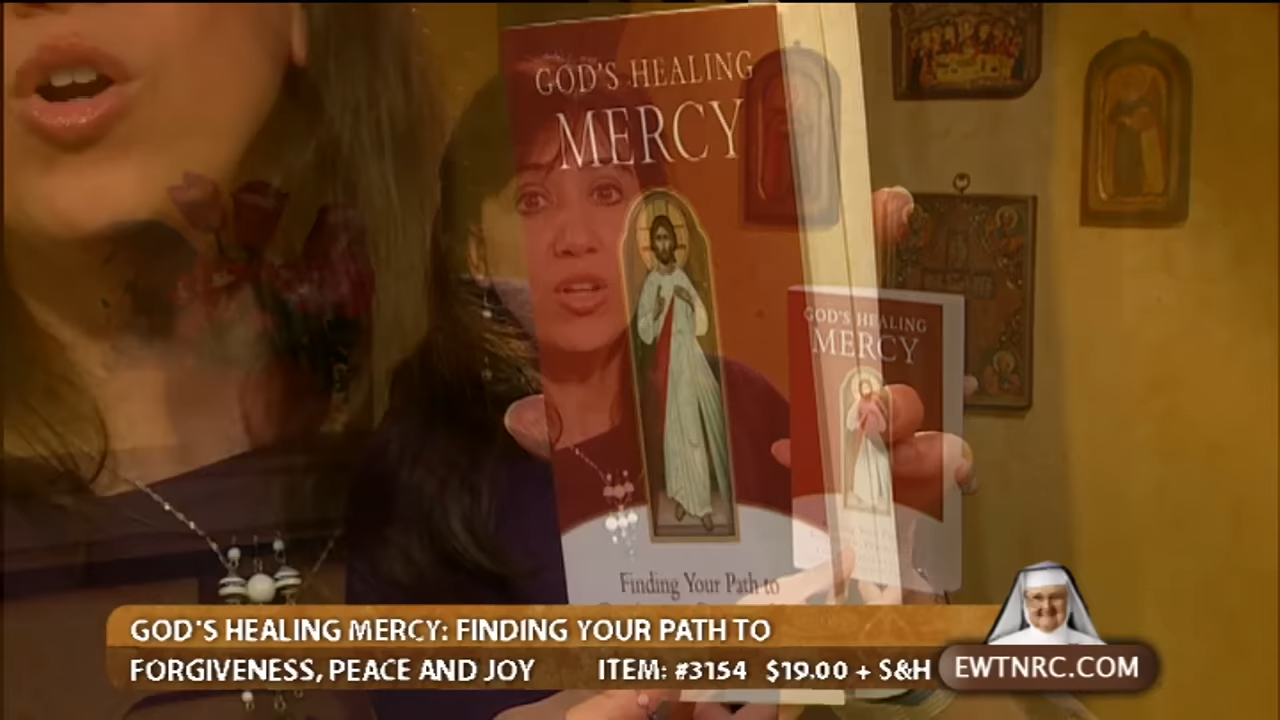 GOD'S HEALING
MERCY
GOD'S HEALING
MERCY
Finding Your Path to
GOD'S HEALING MERCY: FINDING YOUR PATH TO
FORGIVENESS, PEACE AND JOY ITEM: #3154 $19.00 + S&H
EWTNRC.COM